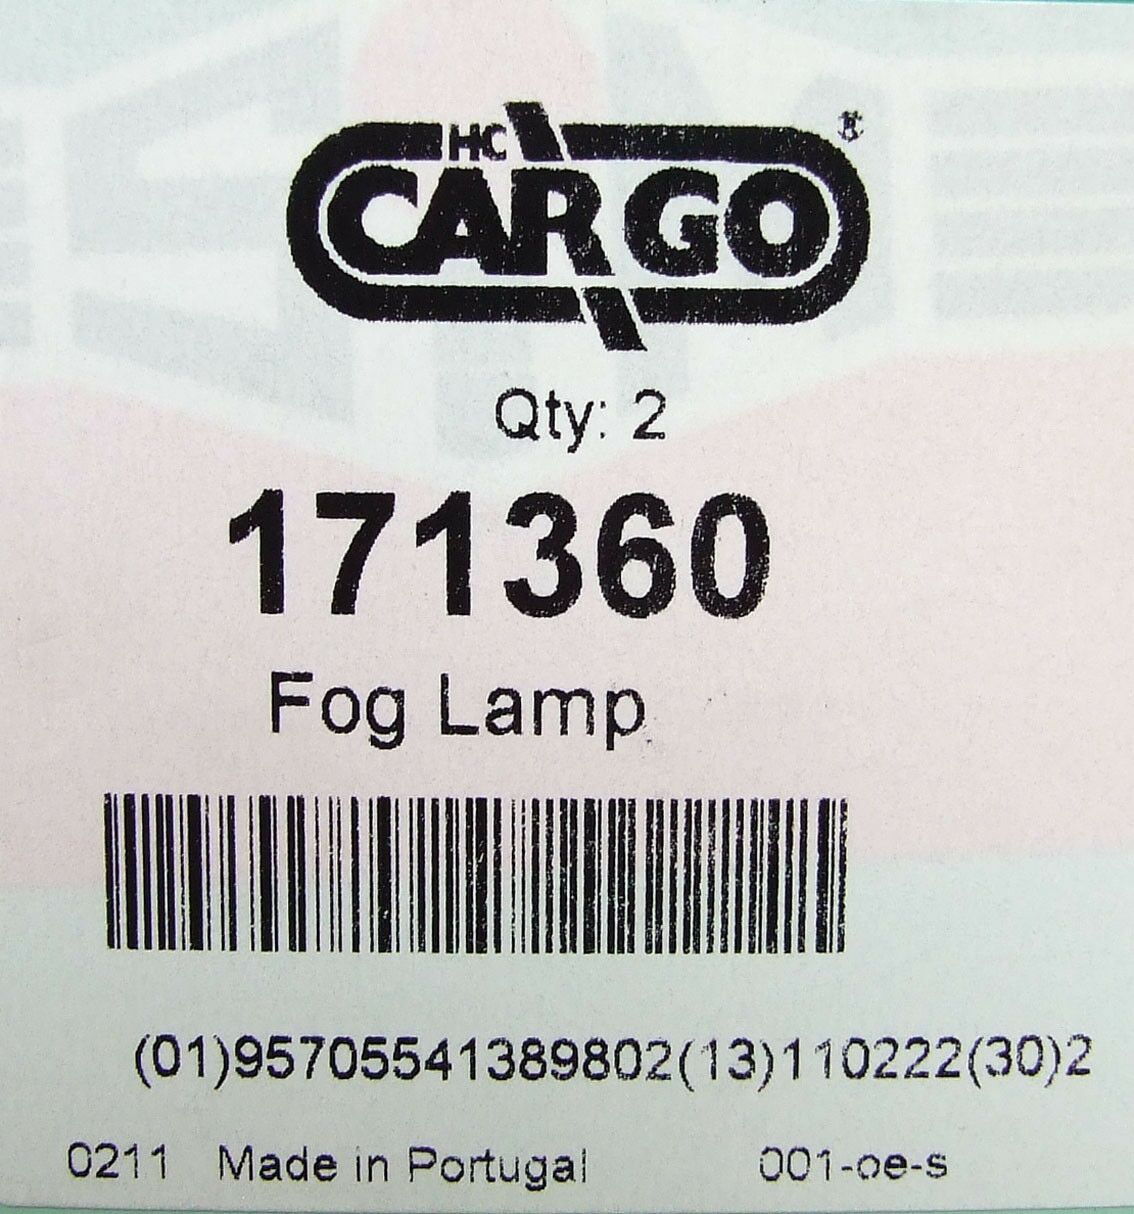 HC
CARGO®
Qty: 2
171360
Fog Lamp
(01)95705541389802(13)110222(30)2
0211 Made in Portugal 001-oe-s